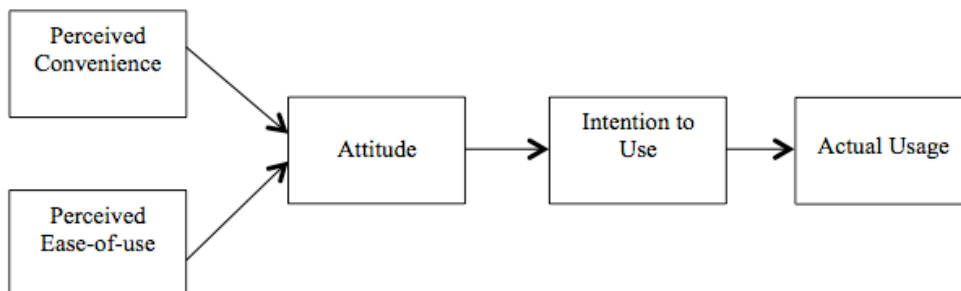 Perceived
Convenience
Perceived
Ease-of-use
Attitude
Intention to
Use
Actual Usage